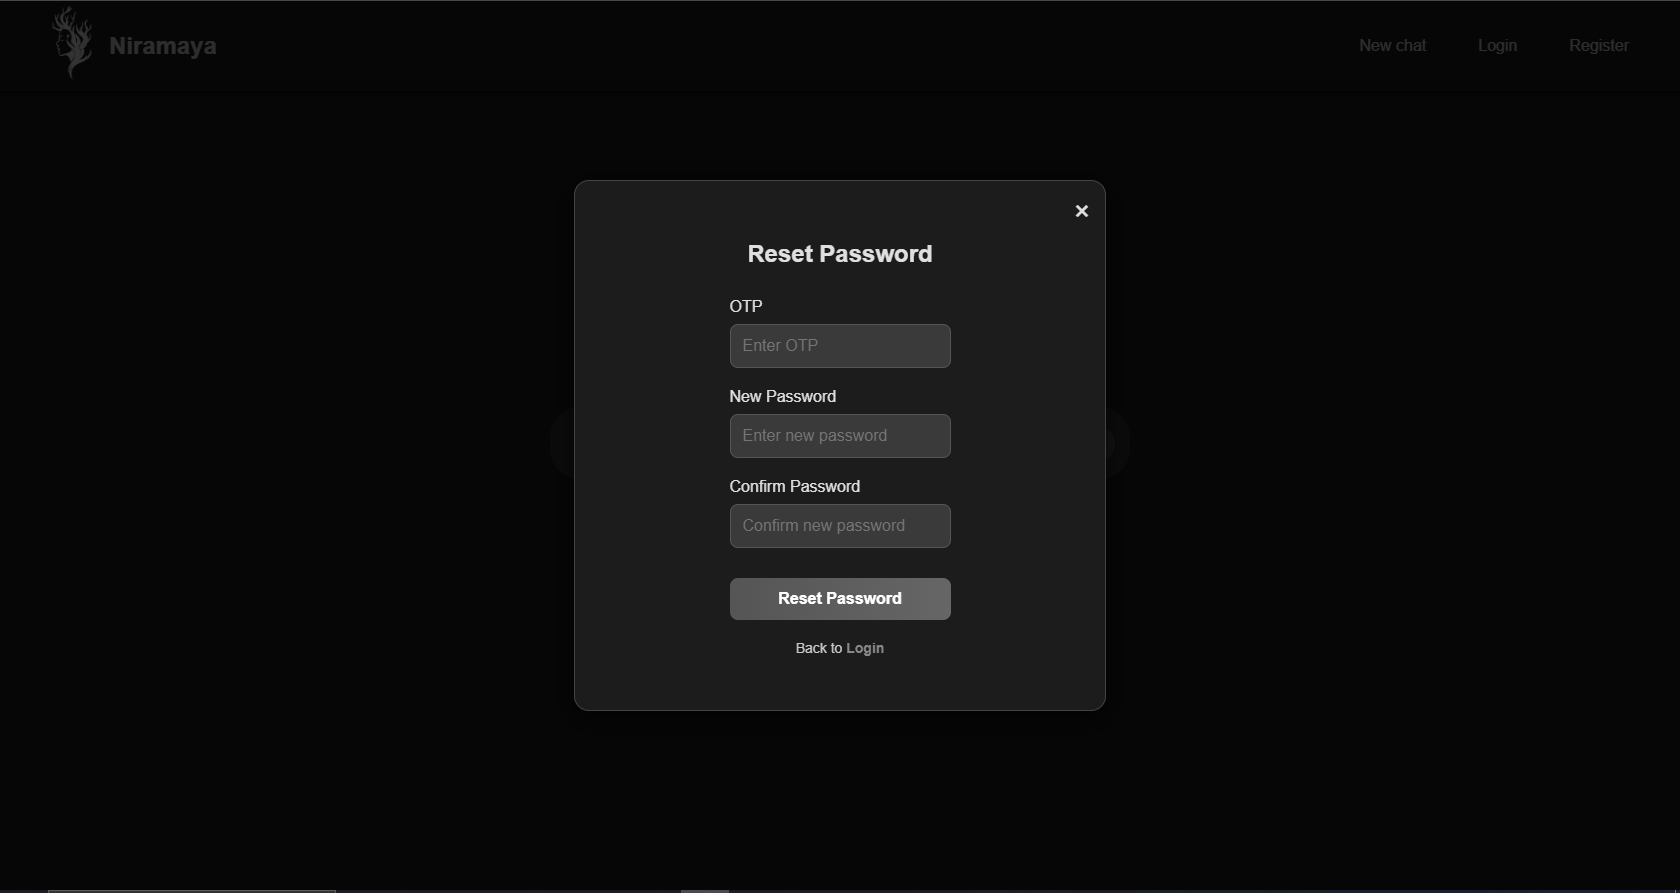 Niramaya
New chat
Login
Register
×
Reset Password
OTP
Enter OTP
New Password
Enter new password
Confirm Password
Confirm new password
Reset Password
Back to Login